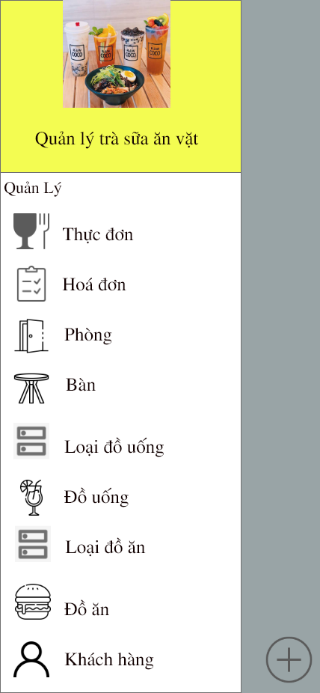 Quản lý trà sữa ăn vặt
Quản Lý
Thực đơn
Hoá đơn
Phòng
Bàn
Loại đồ uống
Đồ uống
Loại đồ ăn
Đồ ăn
Khách hàng